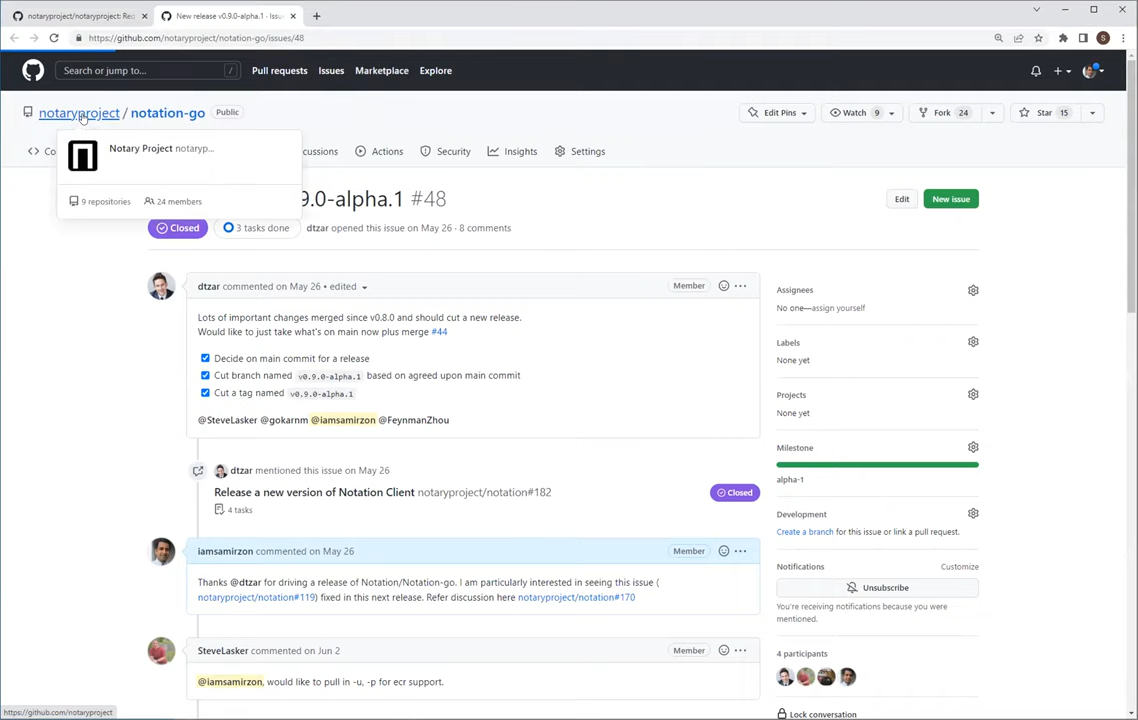 notaryproject/notaryproject: Req
New release v0.9.0-alpha.1 · Issu
https://github.com/notaryproject/notation-go/issues/48
S
Search or jump to...
/
Pull requests
Issues
Marketplace
Explore
notaryproject / notation-go
Public
Edit Pins
Watch 9
Fork 24
Star 15
Notary Project notaryp...
9 repositories
24 members
Co
cussions
Actions
Security
Insights
Settings
9.0-alpha.1 #48
Edit
New issue
Closed
3 tasks done
dtzar opened this issue on May 26 · 8 comments
dtzar commented on May 26 • edited
Member
Lots of important changes merged since v0.8.0 and should cut a new release.
Would like to just take what's on main now plus merge #44
Decide on main commit for a release
Cut branch named v0.9.0-alpha.1 based on agreed upon main commit
Cut a tag named v0.9.0-alpha.1
@SteveLasker @gokarnm @iamsamirzon @FeynmanZhou
dtzar mentioned this issue on May 26
Release a new version of Notation Client notaryproject/notation#182
Closed
4 tasks
iamsamirzon commented on May 26
Member
Thanks @dtzar for driving a release of Notation/Notation-go. I am particularly interested in seeing this issue (
notaryproject/notation#119) fixed in this next release. Refer discussion here notaryproject/notation#170
SteveLasker commented on Jun 2
Member
@iamsamirzon, would like to pull in -u, -p for ecr support.
Assignees
No one—assign yourself
Labels
None yet
Projects
None yet
Milestone
alpha-1
Development
Create a branch for this issue or link a pull request.
Notifications
Customize
Unsubscribe
You're receiving notifications because you were
mentioned.
4 participants
Lock conversation
https://github.com/notaryproject